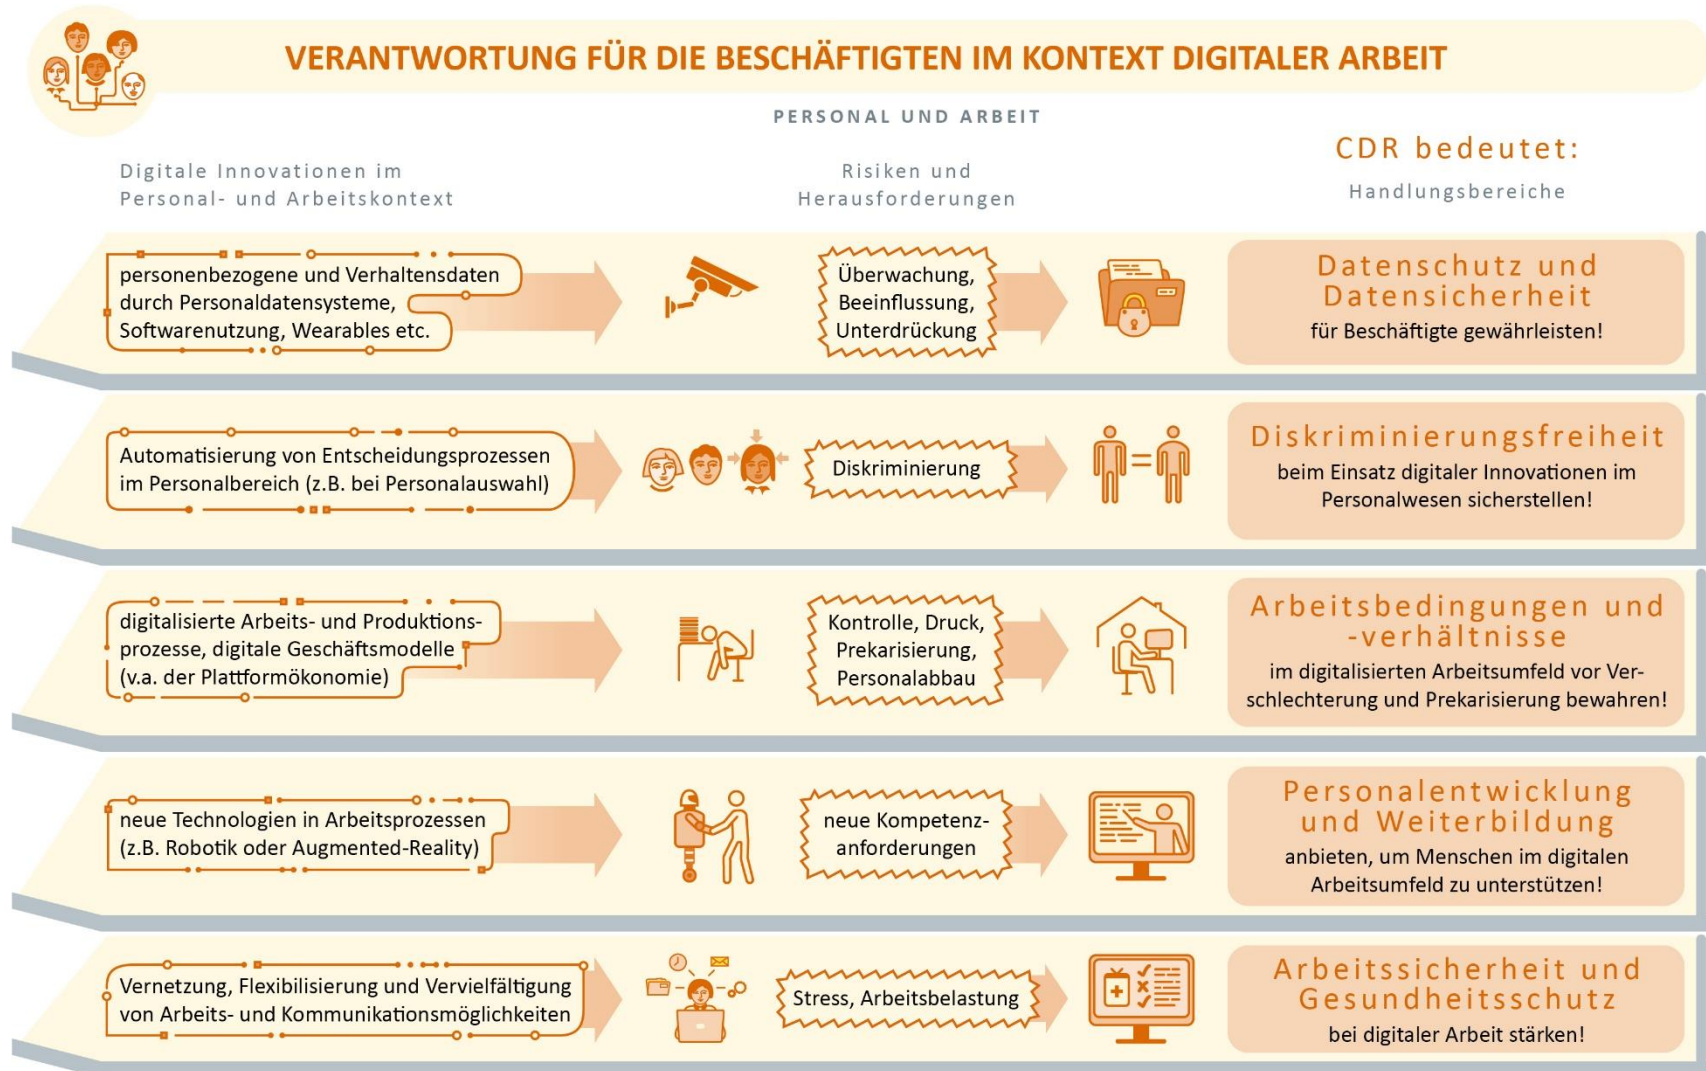 VERANTWORTUNG FÜR DIE BESCHÄFTIGTEN IM KONTEXT DIGITALER ARBEIT
PERSONAL UND ARBEIT
Digitale Innovationen im
Personal- und Arbeitskontext
Risiken und
Herausforderungen
CDR bedeutet:
Handlungsbereiche
personenbezogene und Verhaltensdaten
durch Personaldatensysteme,
Softwarenutzung, Wearables etc.
Überwachung,
Beeinflussung,
Unterdrückung
Datenschutz und
Datensicherheit
für Beschäftigte gewährleisten!
Automatisierung von Entscheidungsprozessen
im Personalbereich (z.B. bei Personalauswahl)
Diskriminierung
Diskriminierungsfreiheit
beim Einsatz digitaler Innovationen im
Personalwesen sicherstellen!
digitalisierte Arbeits- und Produktions-
prozesse, digitale Geschäftsmodelle
(v.a. der Plattformökonomie)
Kontrolle, Druck,
Prekarisierung,
Personalabbau
Arbeitsbedingungen und
-verhältnisse
im digitalisierten Arbeitsumfeld vor Ver-
schlechterung und Prekarisierung bewahren!
neue Technologien in Arbeitsprozessen
(z.B. Robotik oder Augmented-Reality)
neue Kompetenz-
anforderungen
Personalentwicklung
und Weiterbildung
anbieten, um Menschen im digitalen
Arbeitsumfeld zu unterstützen!
Vernetzung, Flexibilisierung und Vervielfältigung
von Arbeits- und Kommunikationsmöglichkeiten
Stress, Arbeitsbelastung
Arbeitssicherheit und
Gesundheitsschutz
bei digitaler Arbeit stärken!